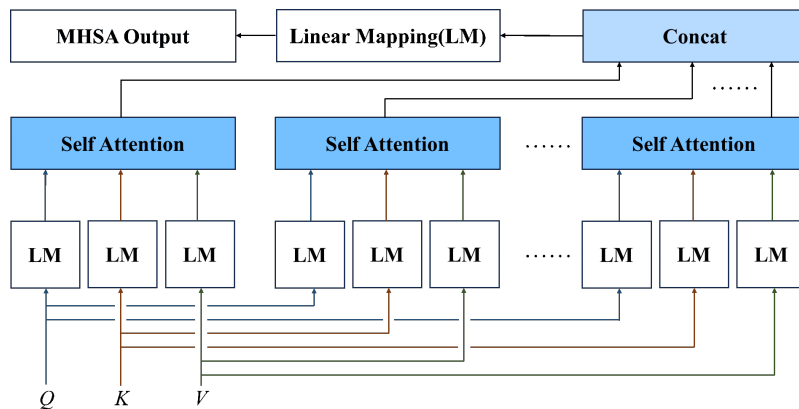 MHSA Output
Linear Mapping(LM)
Concat
……
Self Attention
Self Attention
……
Self Attention
LM
LM
LM
LM
LM
LM
……
LM
LM
LM
Q
K
V